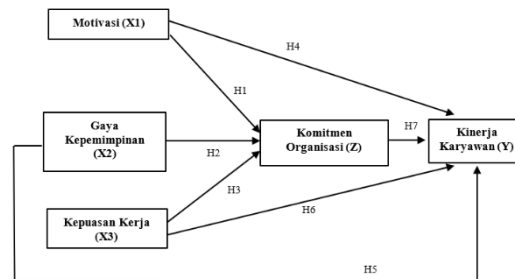 Motivasi (X1)
H4
H1
Gaya
Kepemimpinan
(X2)
H2
Komitmen
Organisasi (Z)
H7
Kinerja
Karyawan (Y)
H3
Kepuasan Kerja
(X3)
H6
H5